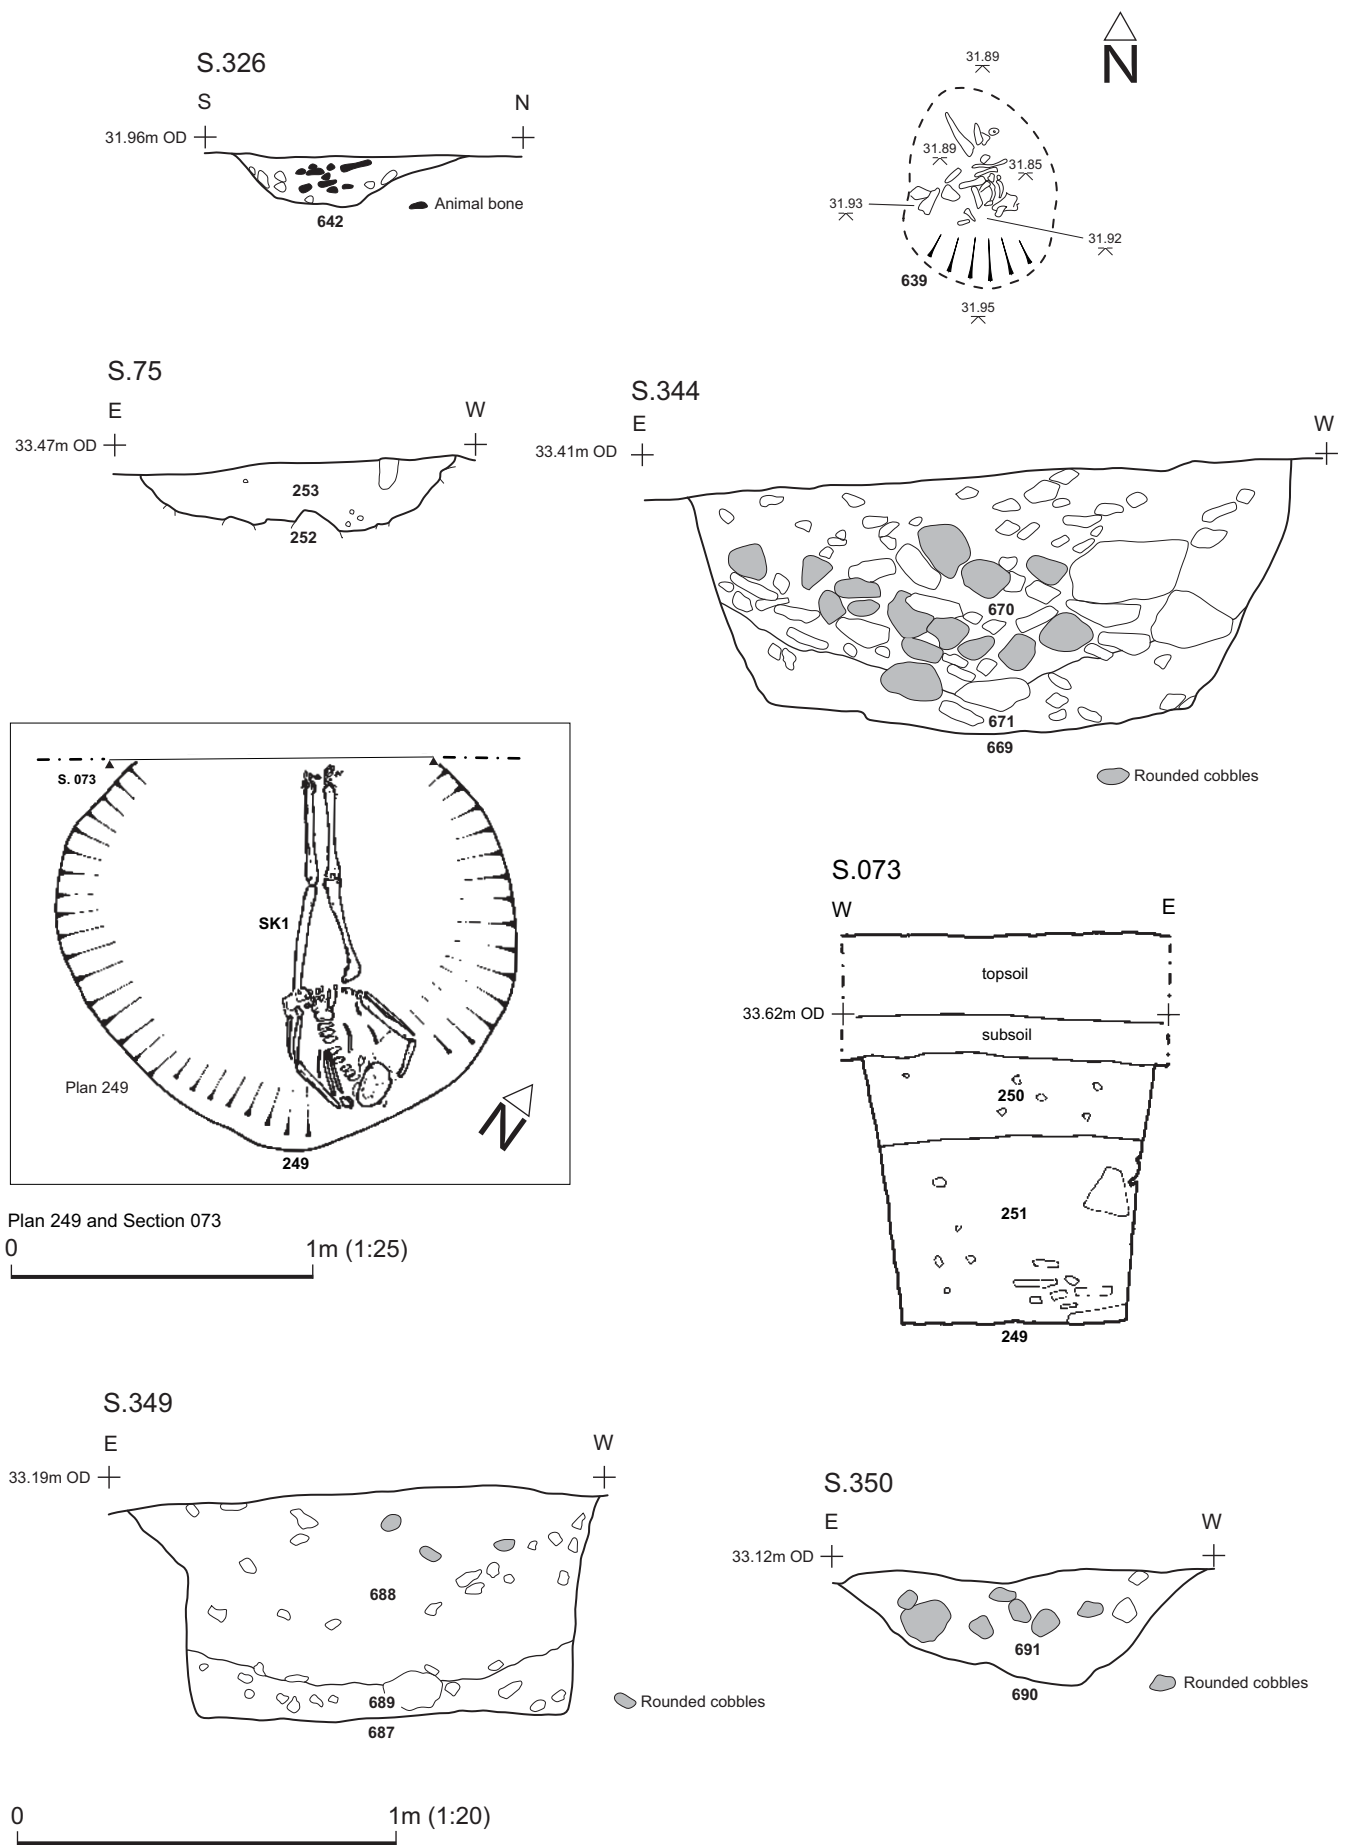 S.326
S N
31.96m OD
Animal bone
642
N
31.89
31.89
31.85
31.93
31.92
639
31.95
S.75
E W
33.47m OD
253
252
S.344
E W
33.41m OD
670
671
669
Rounded cobbles
S. 073
SK1
Plan 249
N
249
Plan 249 and Section 073
0 1m (1:25)
S.073
W E
topsoil
33.62m OD
subsoil
250
251
249
S.349
E W
33.19m OD
688
689
687
Rounded cobbles
S.350
E W
33.12m OD
691
690
Rounded cobbles
0 1m (1:20)